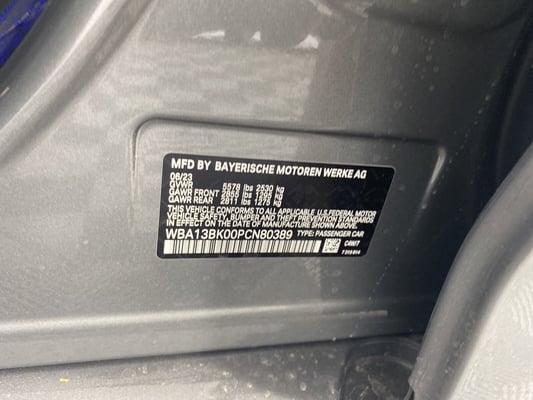 MFD BY BAYERISCHE MOTOREN WERKE AG
06/23
GVWR 5578 lbs 2530 kg
GAWR FRONT 2855 lbs 1295 kg
GAWR REAR 2811 lbs 1275 kg
THIS VEHICLE CONFORMS TO ALL APPLICABLE U.S. FEDERAL MOTOR
VEHICLE SAFETY, BUMPER AND THEFT PREVENTION STANDARDS
IN EFFECT ON THE DATE OF MANUFACTURE SHOWN ABOVE.
WBA13BK00PCN80389 TYPE: PASSENGER CAR